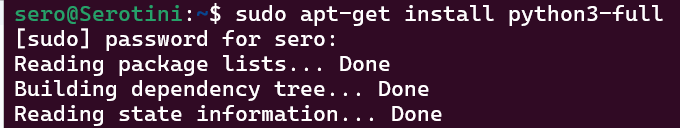 sero@Serotini:~$ sudo apt-get install python3-full
[sudo] password for sero:
Reading package lists... Done
Building dependency tree... Done
Reading state information... Done